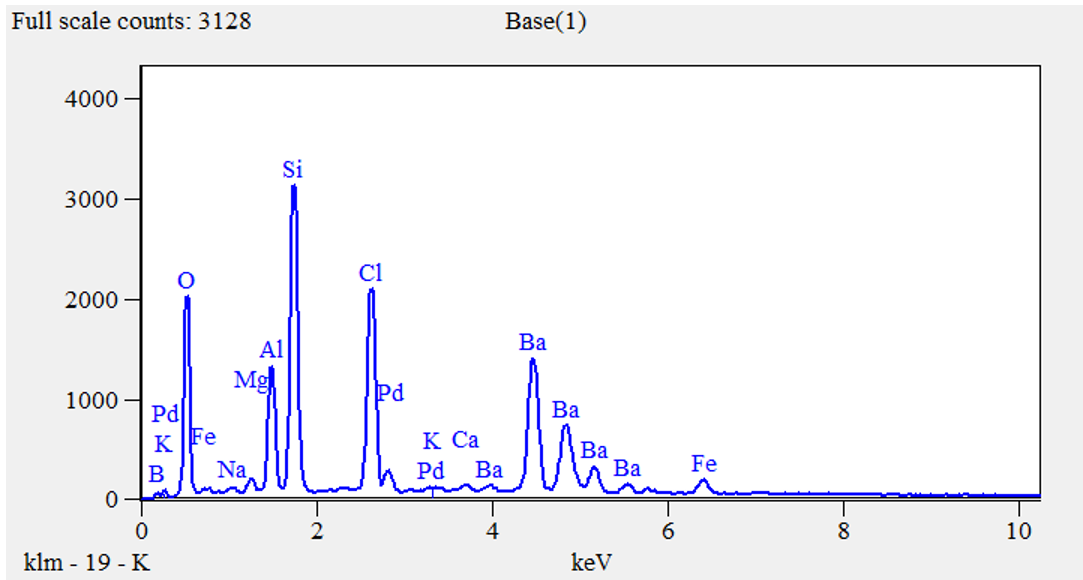 Full scale counts: 3128
Base(1)
4000
3000
2000
1000
0
Si
O
Cl
Al
Mg
Pd
Ba
Pd
K
B
Fe
Na
K
Ca
Pd
Ba
Ba
Ba
Ba
Fe
0 2 4 6 8 10
klm - 19 - K
keV